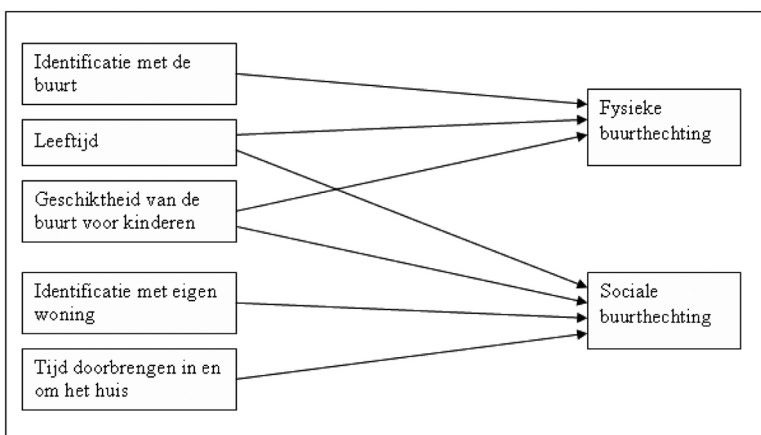 Identificatie met de
buurt
Leeftijd
Geschiktheid van de
buurt voor kinderen
Identificatie met eigen
woning
Tijd doorbrengen in en
om het huis
Fysieke
buurthechting
Sociale
buurthechting